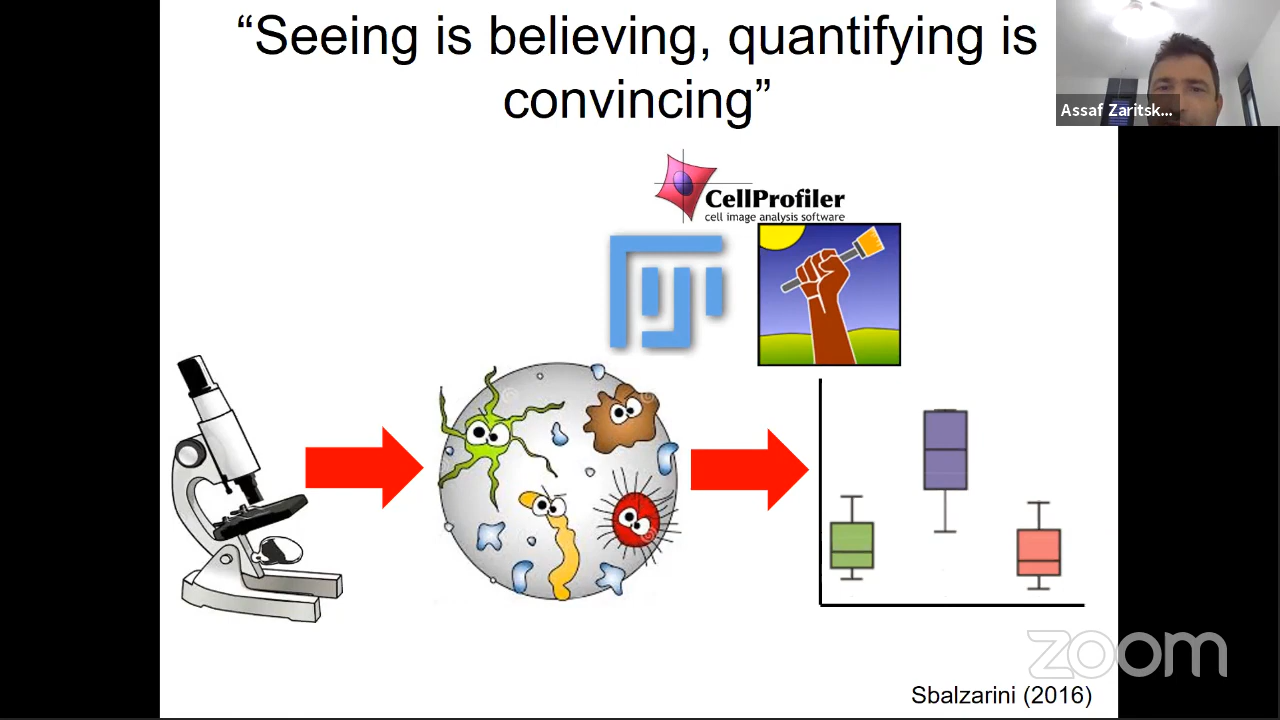 “Seeing is believing, quantifying is
convincing”
Assaf Zaritsk...
CellProfiler
cell image analysis software
zoom
Sbalzarini (2016)